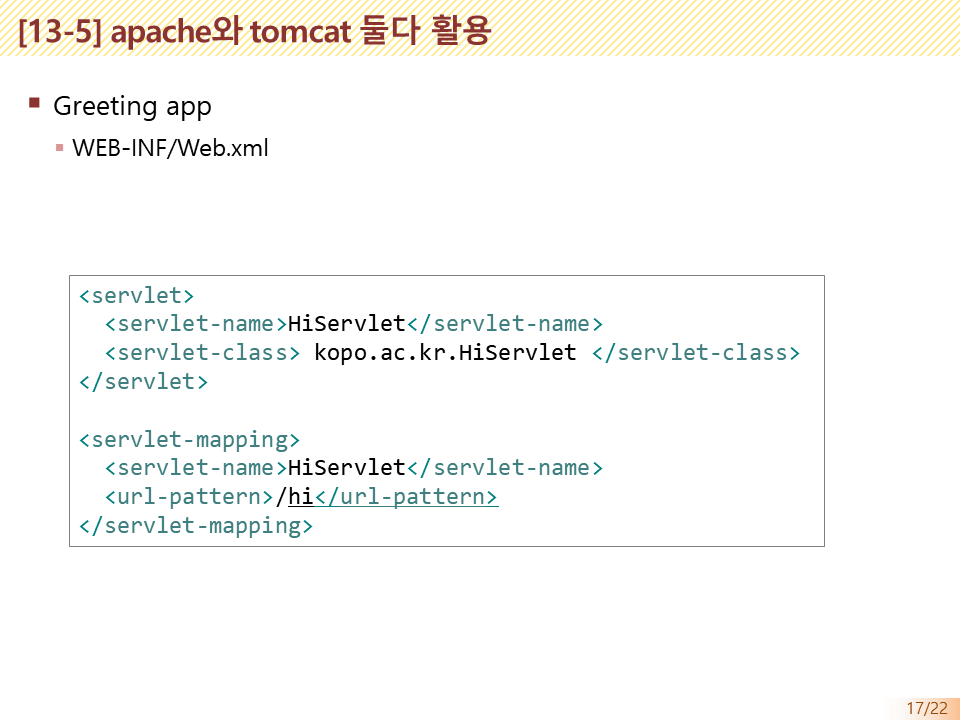 [13-5] apache와 tomcat 둘다 활용
Greeting app
WEB-INF/Web.xml
<servlet>
  <servlet-name>HiServlet</servlet-name>
  <servlet-class> kopo.ac.kr.HiServlet </servlet-class>
</servlet>

<servlet-mapping>
  <servlet-name>HiServlet</servlet-name>
  <url-pattern>/hi</url-pattern>
</servlet-mapping>
17/22